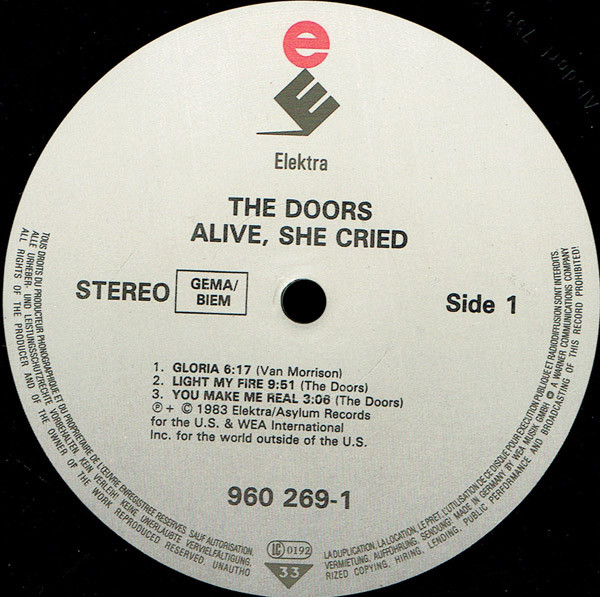 e
E
Elektra
THE DOORS
ALIVE, SHE CRIED
STEREO
GEMA/
BIEM
Side 1
1. GLORIA 6:17 (Van Morrison)
2. LIGHT MY FIRE 9:51 (The Doors)
3. YOU MAKE ME REAL 3:06 (The Doors)
Ⓟ + © 1983 Elektra/Asylum Records
for the U.S. & WEA International
Inc. for the world outside of the U.S.
960 269-1
LC 0192
33
TOUS DROITS DU PRODUCTEUR PHONOGRAPHIQUE ET DU PROPRIETAIRE DE L'ŒUVRE ENREGISTREE RESERVES. SAUF AUTORISATION, LA DUPLICATION, LA LOCATION, LE PRET, L'UTILISATION DE CE DISQUE POUR EXECUTION PUBLIQUE ET RADIODIFFUSION SONT INTERDITS.
ALLE URHEBER- UND LEISTUNGSSCHUTZRECHTE VORBEHALTEN. KEIN VERLEIH! KEINE UNERLAUBTE VERVIELFÄLTIGUNG, VERMIETUNG, AUFFÜHRUNG, SENDUNG! MADE IN GERMANY BY WEA MUSIK GMBH A WARNER COMMUNICATIONS COMPANY
ALL RIGHTS OF THE PRODUCER AND OF THE OWNER OF THE WORK REPRODUCED RESERVED. UNAUTHORIZED COPYING, HIRING, LENDING, PUBLIC PERFORMANCE AND BROADCASTING OF THIS RECORD PROHIBITED!